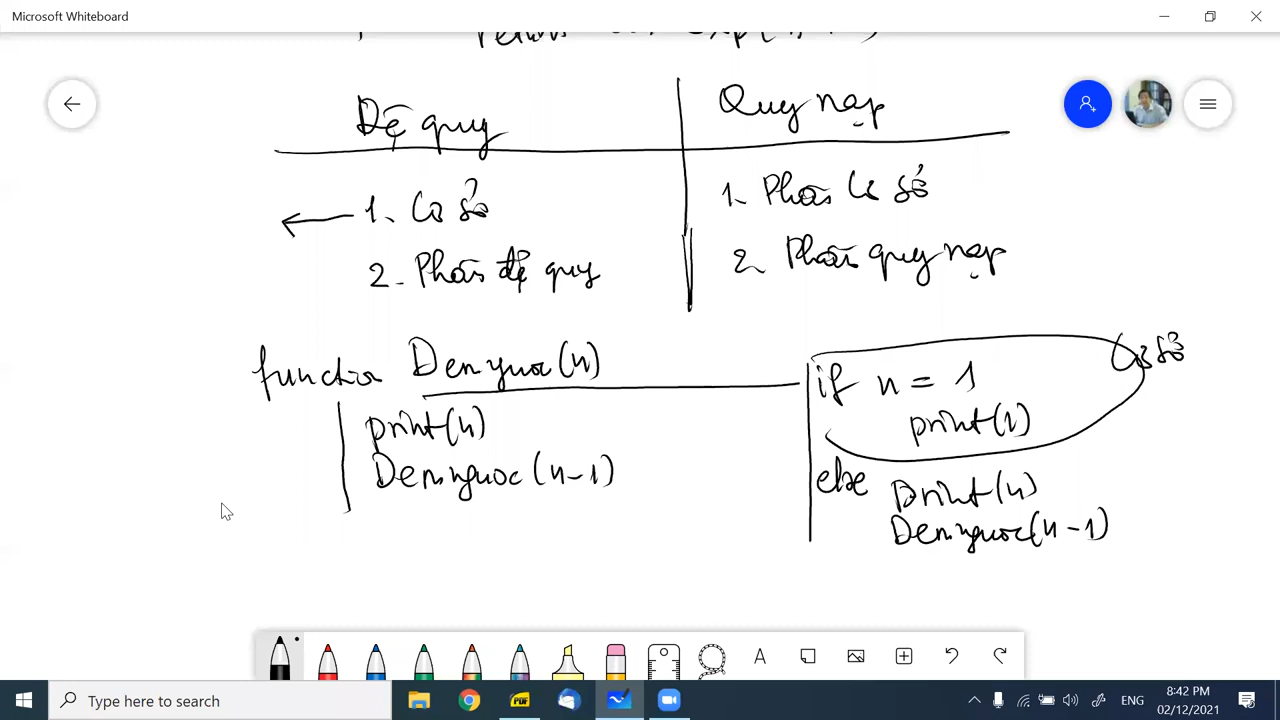 Microsoft Whiteboard
Đệ quy
Quy nạp
1. Cơ sở
1. Phần Cơ sở
2. Phần đệ quy
2. Phần quy nạp
function Demnguoc(n)
print(n)
Demnguoc(n-1)
if n = 1
print(1)
Cơ sở
else print(n)
Demnguoc(n-1)
A
Type here to search
PDF
ENG
8:42 PM
02/12/2021